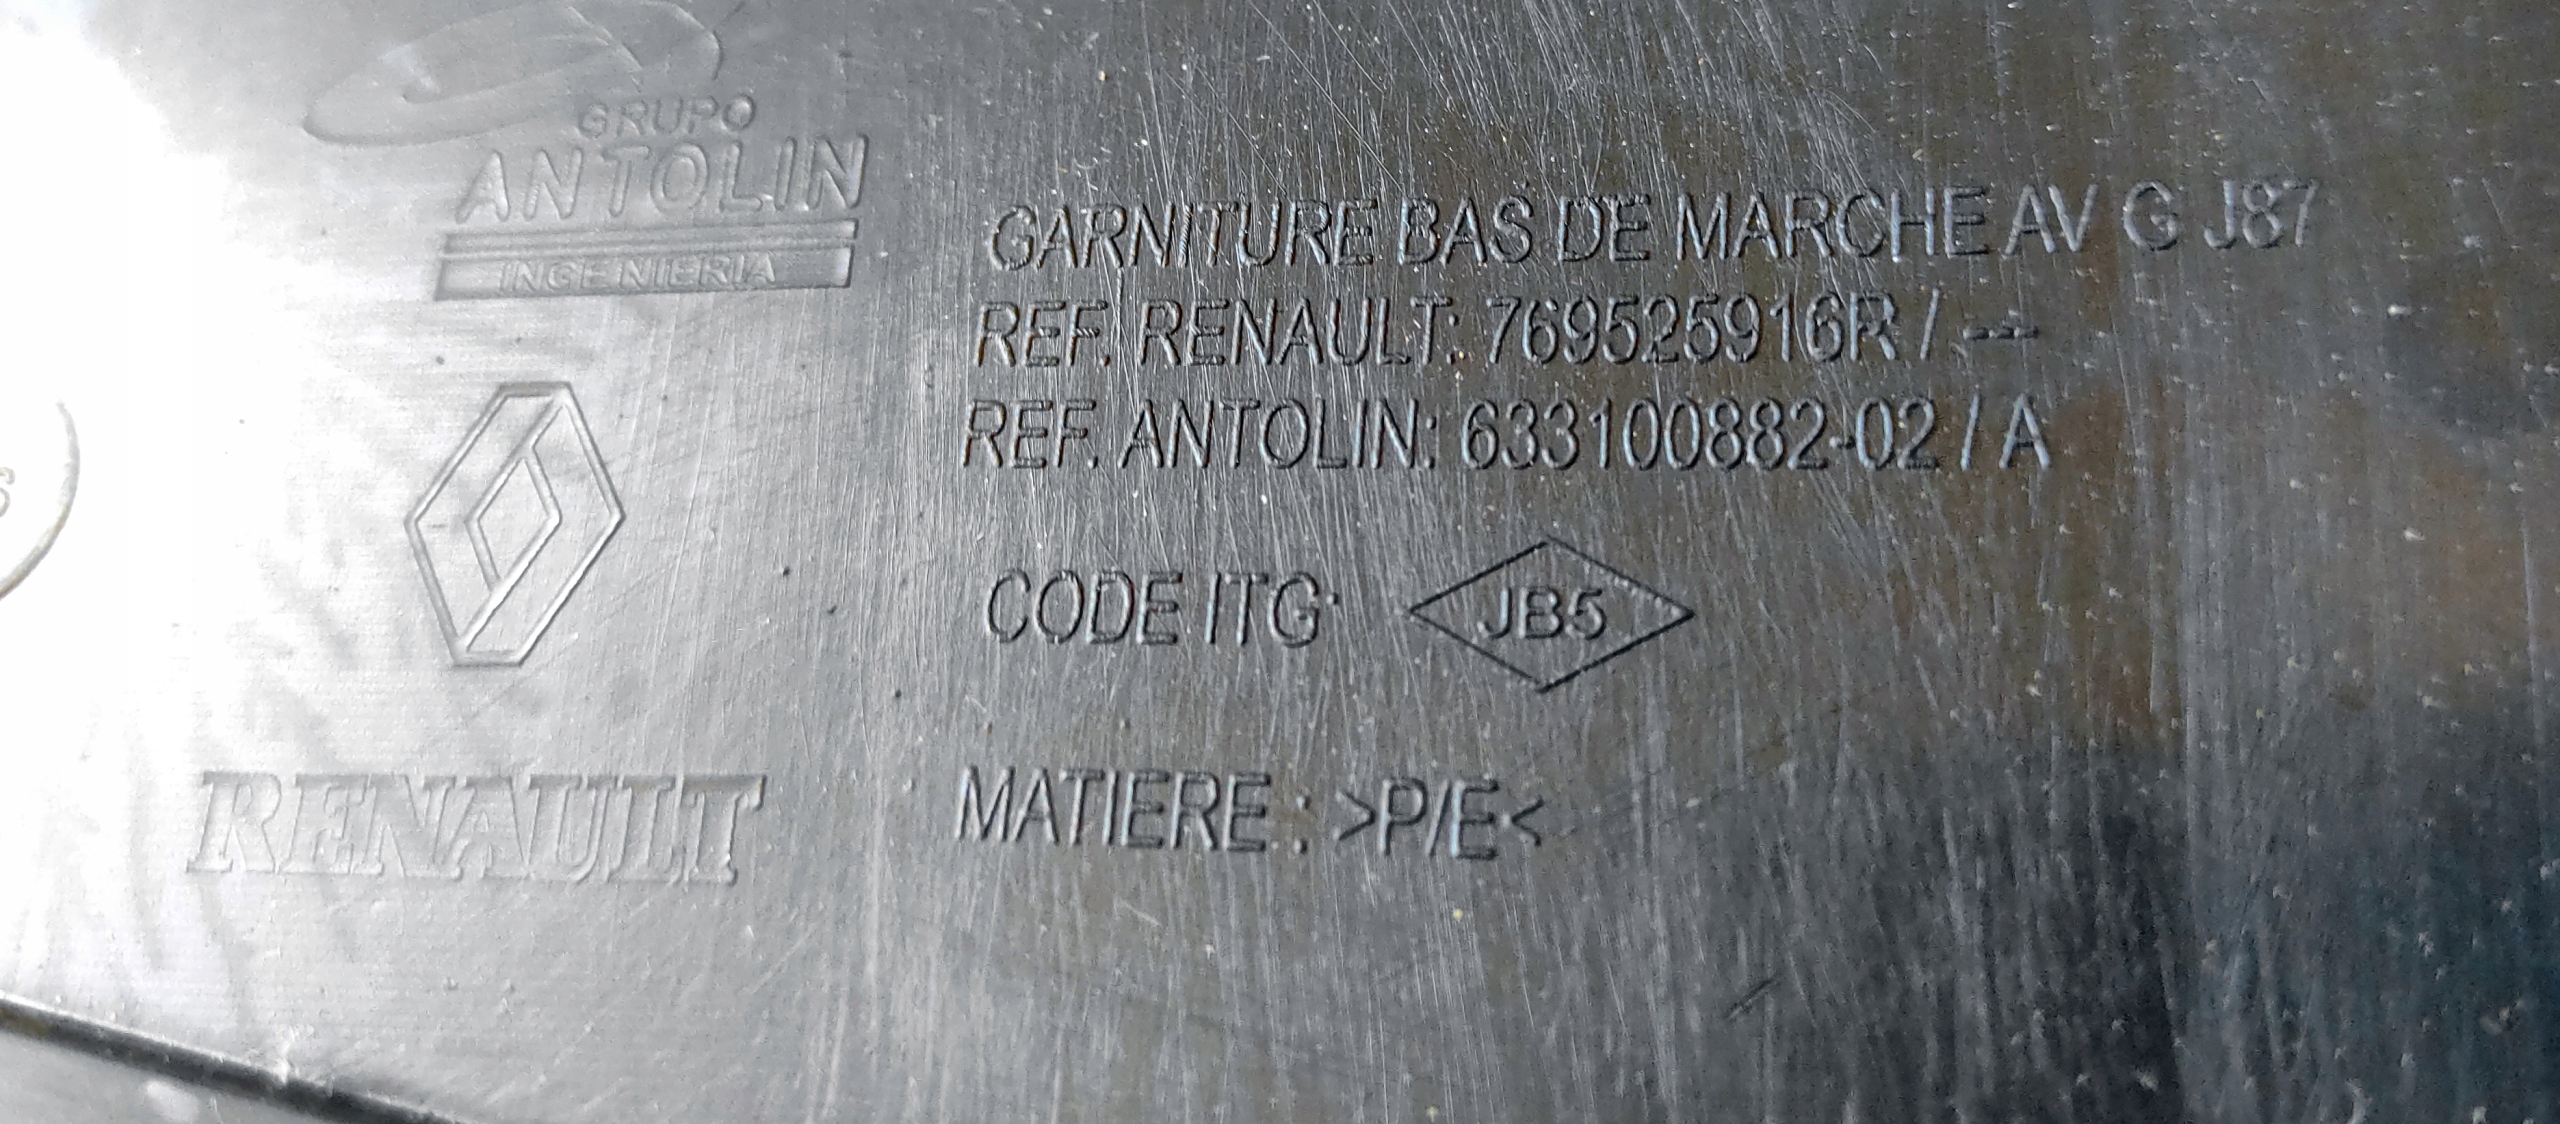 GRUPO
ANTOLIN
INGENIERIA
GARNITURE BAS DE MARCHE AV G J87
REF. RENAULT: 769525916R / ---
REF. ANTOLIN: 633100882-02 / A
CODE ITG:
JB5
RENAULT
MATIERE : >P/E<